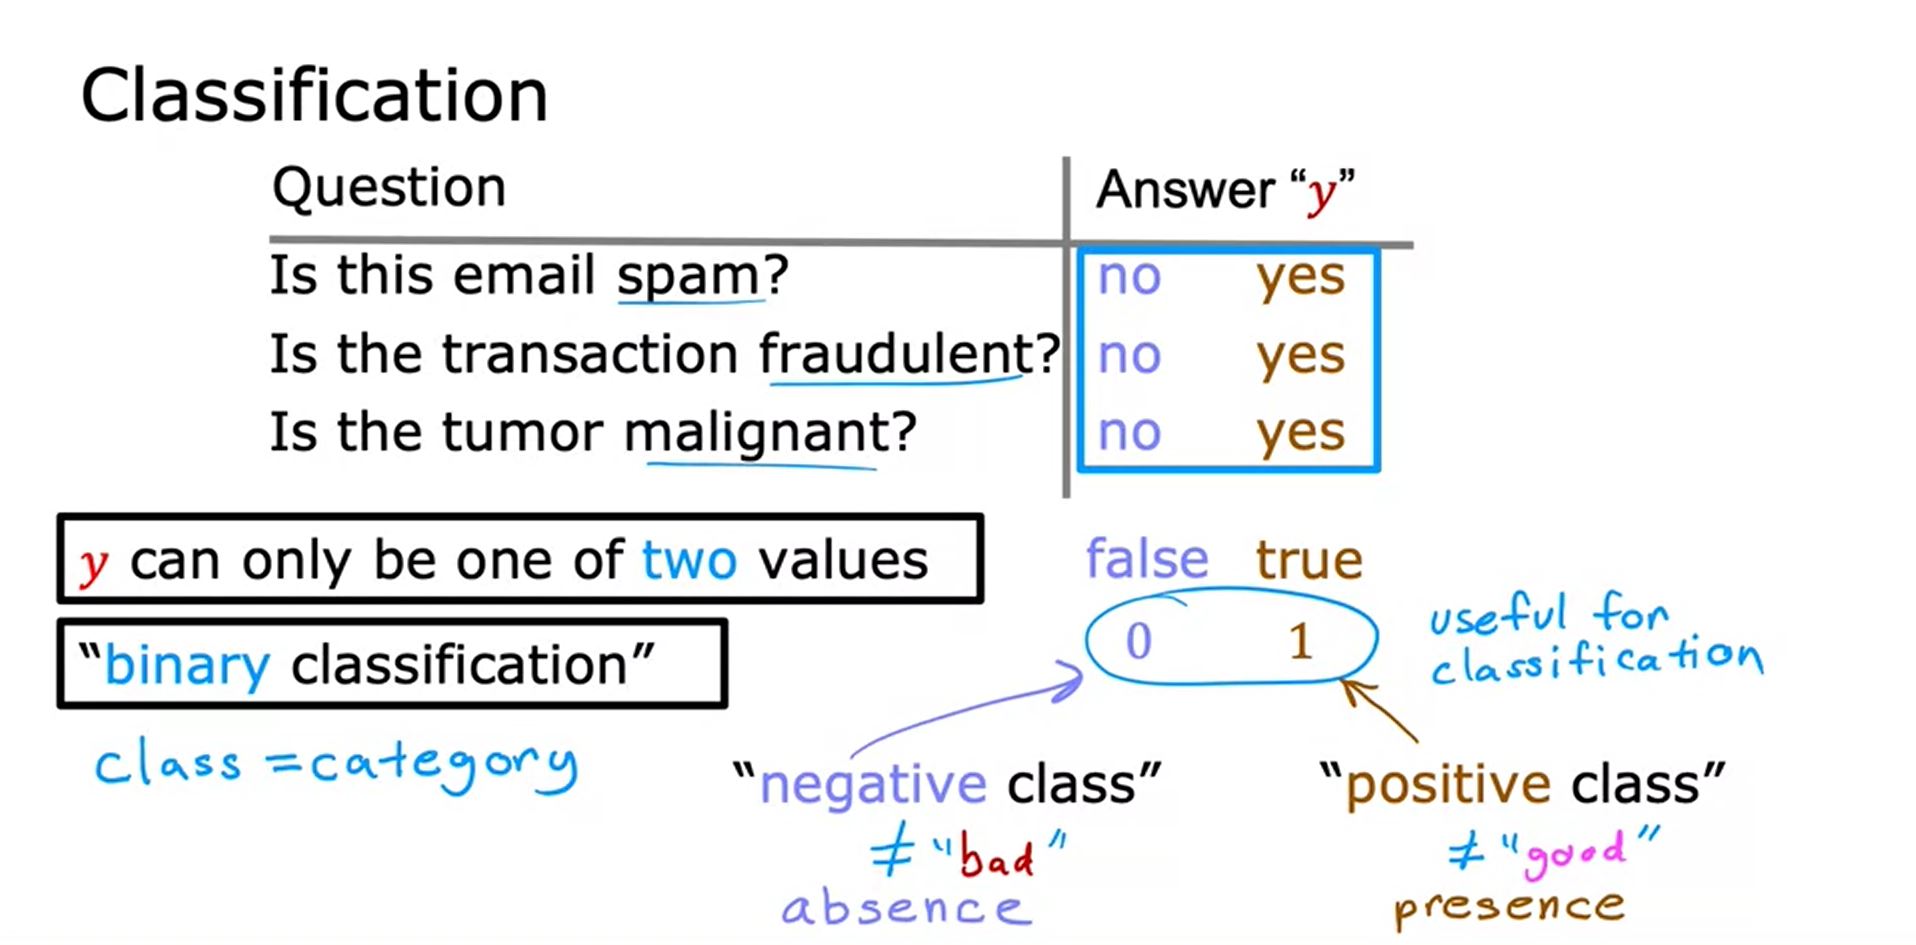 Classification
Question Answer “y”
Is this email spam? no yes
Is the transaction fraudulent? no yes
Is the tumor malignant? no yes
y can only be one of two values
false true
0 1
useful for
classification
“binary classification”
class = category
“negative class” “positive class”
≠ "bad" ≠ "good"
absence presence